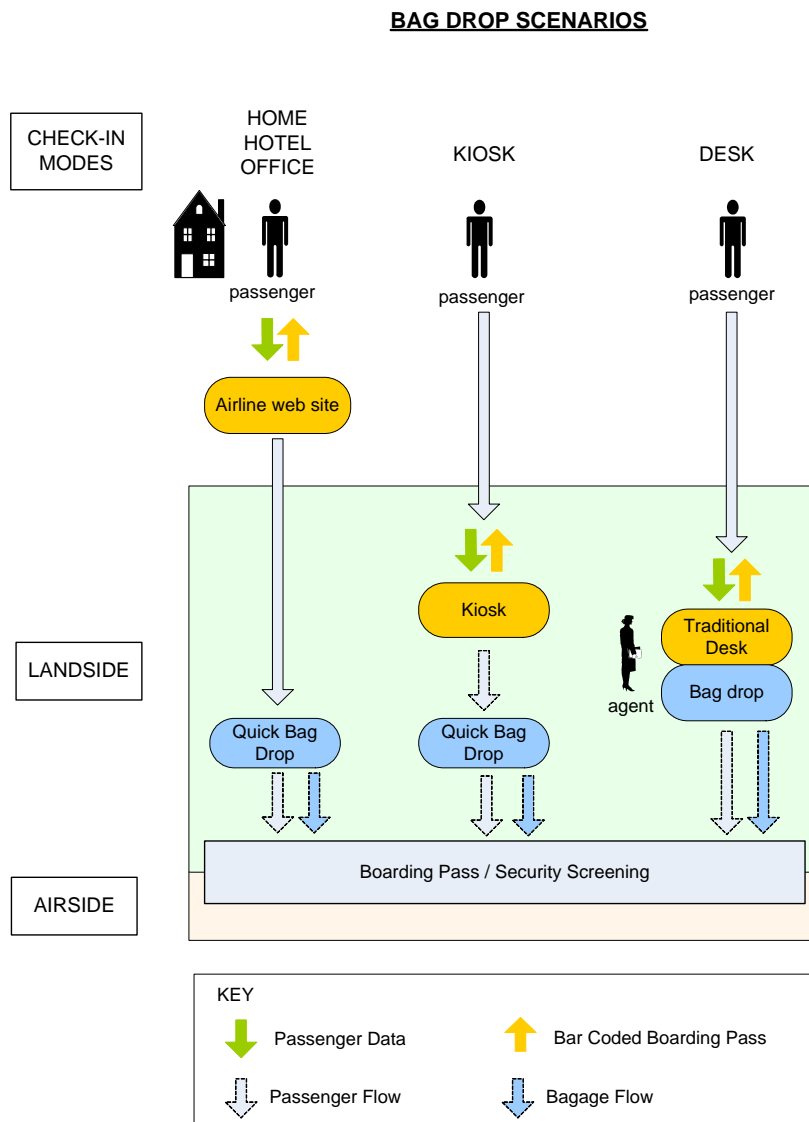 BAG DROP SCENARIOS
CHECK-IN
MODES
HOME
HOTEL
OFFICE
KIOSK
DESK
passenger
passenger
passenger
Airline web site
Kiosk
Traditional
Desk
LANDSIDE
agent
Bag drop
Quick Bag
Drop
Quick Bag
Drop
Boarding Pass / Security Screening
AIRSIDE
KEY
Passenger Data
Bar Coded Boarding Pass
Passenger Flow
Bagage Flow